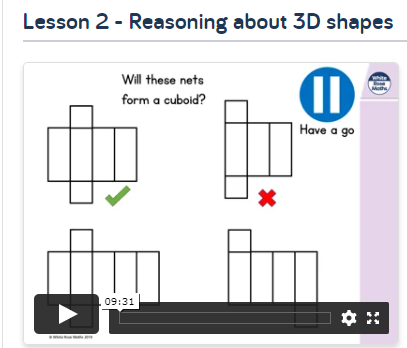 Lesson 2 - Reasoning about 3D shapes
Will these nets
form a cuboid?
White
Rose
Maths
Have a go
09:31
© White Rose Maths 2019